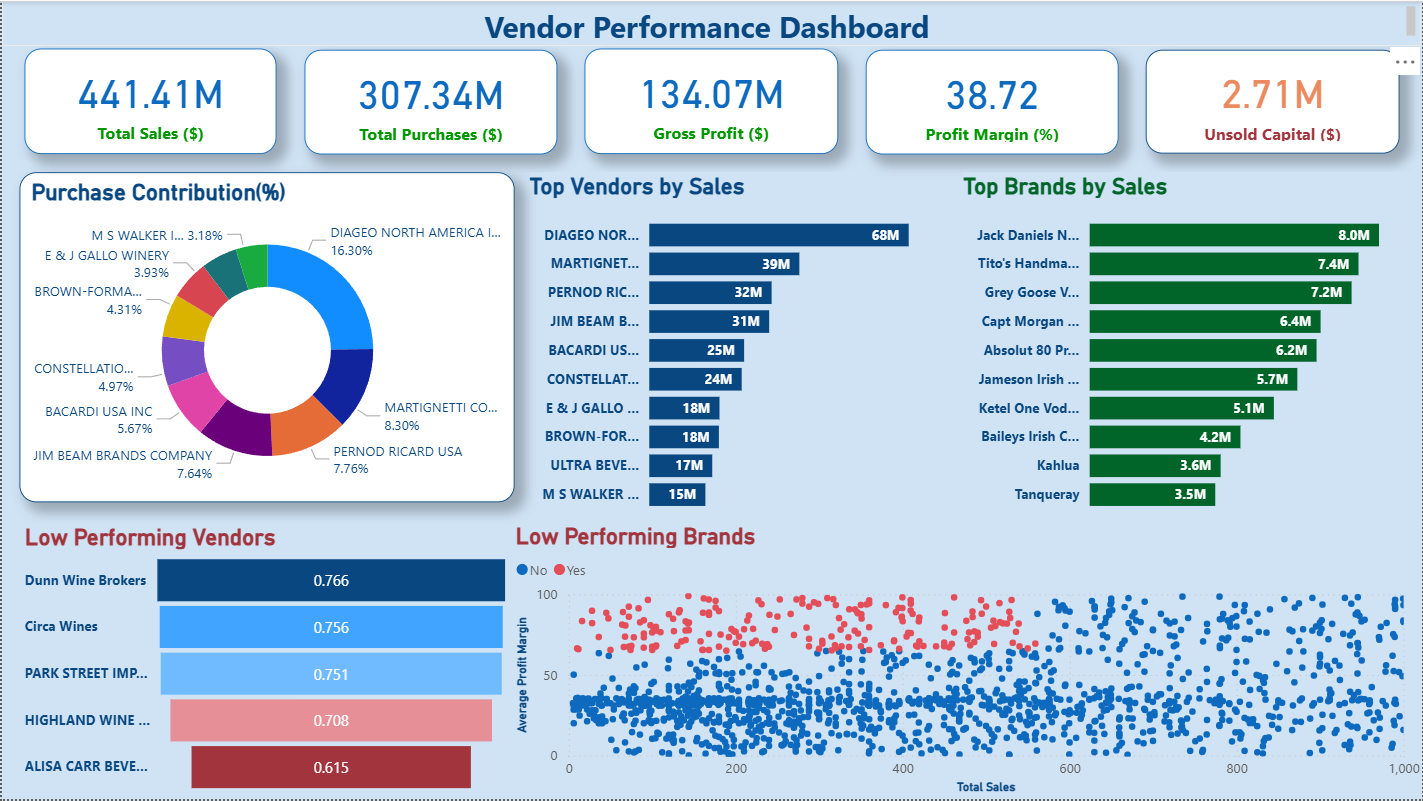 Vendor Performance Dashboard
441.41M
Total Sales ($)
307.34M
Total Purchases ($)
134.07M
Gross Profit ($)
38.72
Profit Margin (%)
2.71M
Unsold Capital ($)
Purchase Contribution(%)
DIAGEO NORTH AMERICA I...
16.30%
MARTIGNETTI CO...
8.30%
PERNOD RICARD USA
7.76%
JIM BEAM BRANDS COMPANY
7.64%
BACARDI USA INC
5.67%
CONSTELLATIO...
4.97%
BROWN-FORMA...
4.31%
E & J GALLO WINERY
3.93%
M S WALKER I... 3.18%
Top Vendors by Sales
DIAGEO NOR... 68M
MARTIGNET... 39M
PERNOD RIC... 32M
JIM BEAM B... 31M
BACARDI US... 25M
CONSTELLAT... 24M
E & J GALLO ... 18M
BROWN-FOR... 18M
ULTRA BEVE... 17M
M S WALKER ... 15M
Top Brands by Sales
Jack Daniels N... 8.0M
Tito's Handma... 7.4M
Grey Goose V... 7.2M
Capt Morgan ... 6.4M
Absolut 80 Pr... 6.2M
Jameson Irish ... 5.7M
Ketel One Vod... 5.1M
Baileys Irish C... 4.2M
Kahlua 3.6M
Tanqueray 3.5M
Low Performing Vendors
Dunn Wine Brokers 0.766
Circa Wines 0.756
PARK STREET IMP... 0.751
HIGHLAND WINE ... 0.708
ALISA CARR BEVE... 0.615
Low Performing Brands
No Yes
Average Profit Margin
100
50
0
0 200 400 600 800 1,000
Total Sales